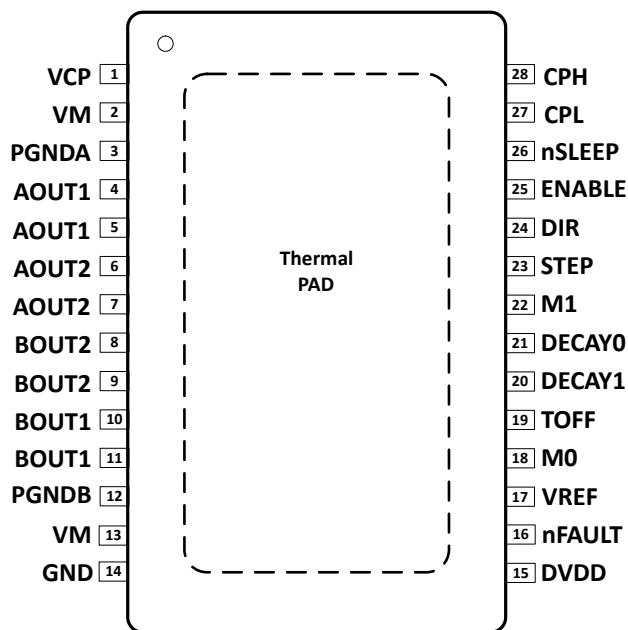 VCP 1 28 CPH
VM 2 27 CPL
PGNDA 3 26 nSLEEP
AOUT1 4 25 ENABLE
AOUT1 5 24 DIR
AOUT2 6 23 STEP
AOUT2 7 22 M1
BOUT2 8 21 DECAY0
BOUT2 9 20 DECAY1
BOUT1 10 19 TOFF
BOUT1 11 18 M0
PGNDB 12 17 VREF
VM 13 16 nFAULT
GND 14 15 DVDD
Thermal
PAD